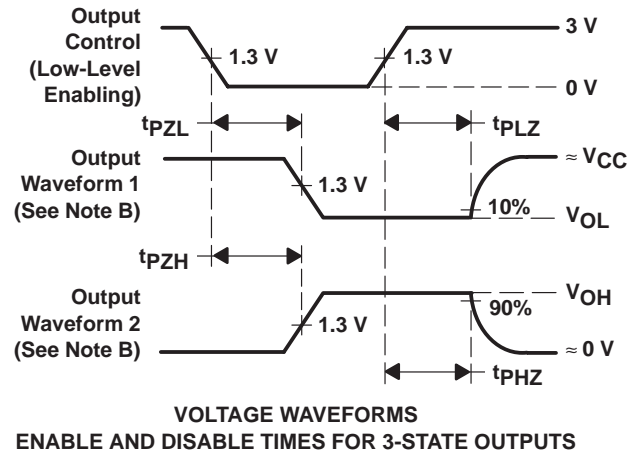 Output
Control
(Low-Level
Enabling)
1.3 V
1.3 V
3 V
0 V
tPZL
tPLZ
Output
Waveform 1
(See Note B)
1.3 V
≈ VCC
10%
VOL
tPZH
Output
Waveform 2
(See Note B)
1.3 V
VOH
90%
≈ 0 V
tPHZ
VOLTAGE WAVEFORMS
ENABLE AND DISABLE TIMES FOR 3-STATE OUTPUTS